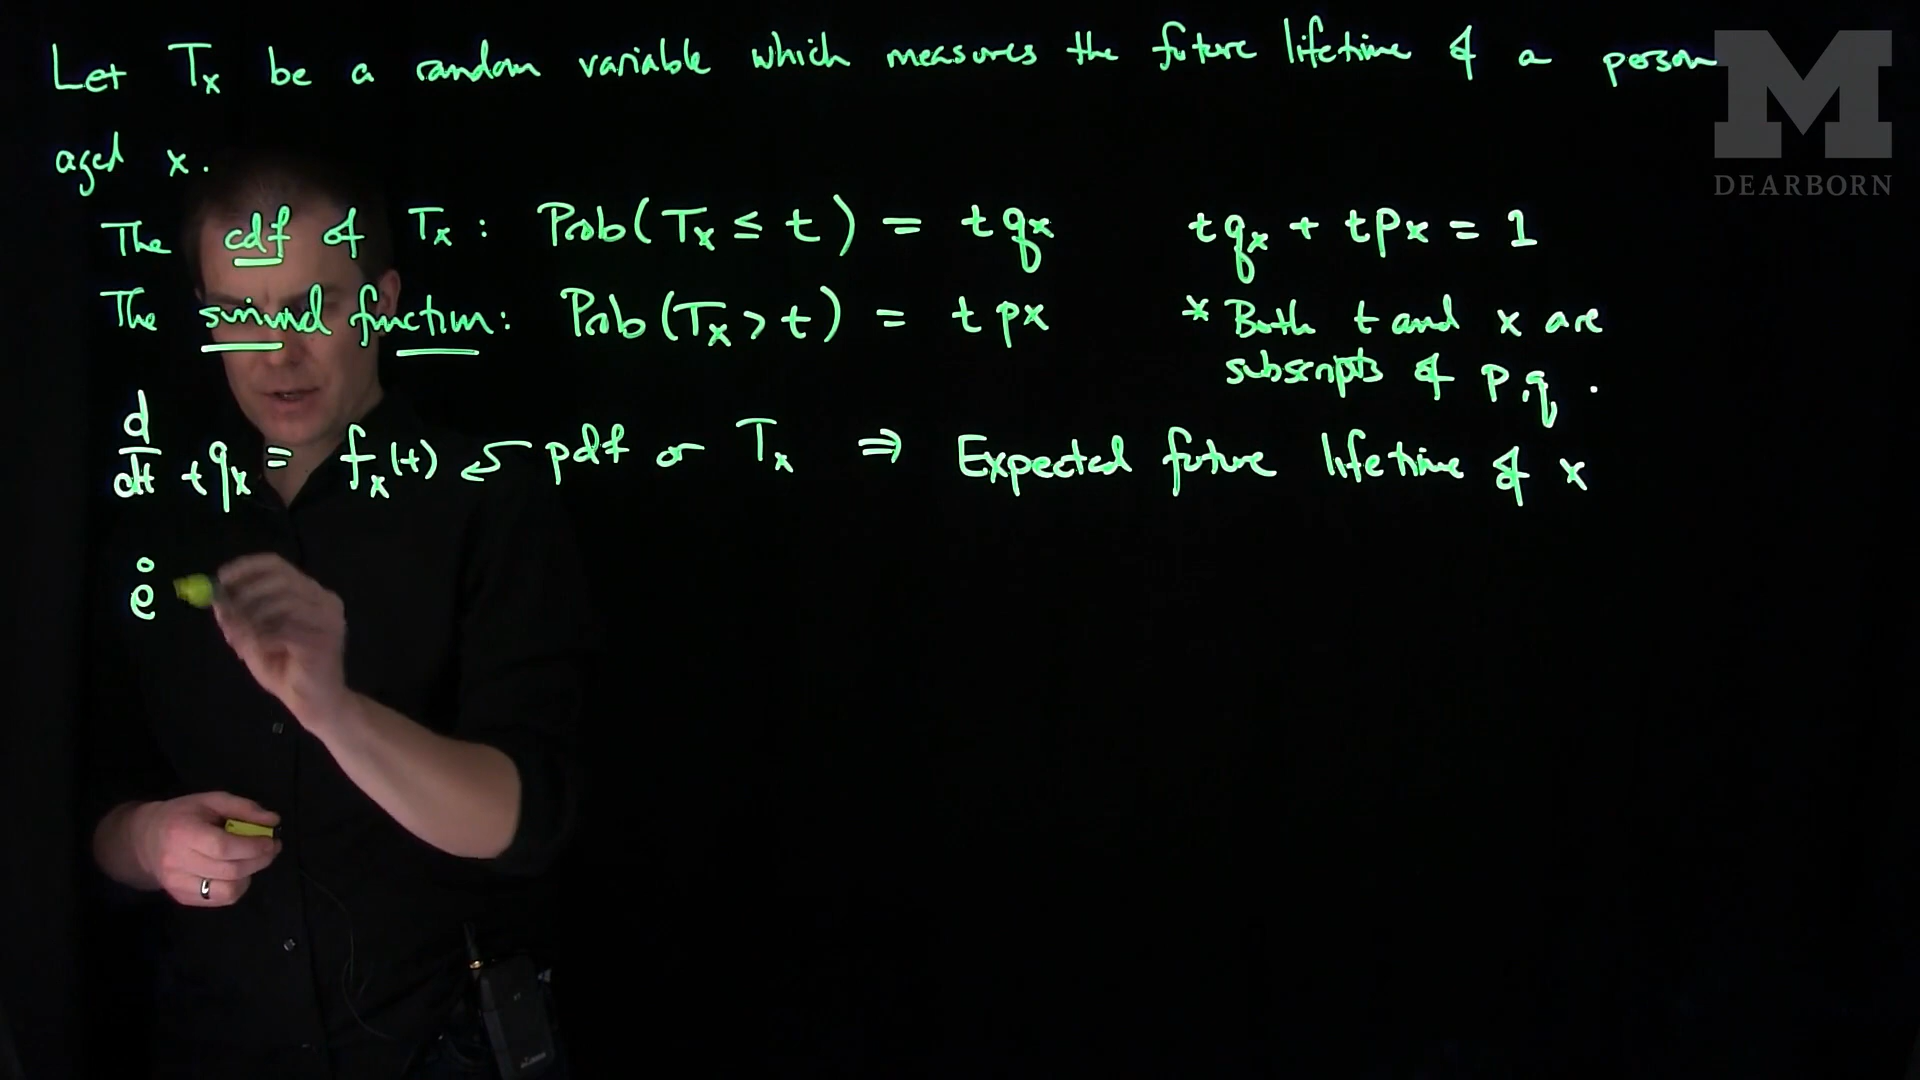 Let Tx be a random variable which measures the future lifetime of a person
aged x.
The cdf of Tx : Prob(Tx ≤ t) = tqx tqx + tpx = 1
The survival function: Prob(Tx > t) = tpx * Both t and x are
subscripts of p,q .
d/dt tqx = fx(t) ↜ pdf or Tx ⇒ Expected future lifetime of x
e̊
M
DEARBORN